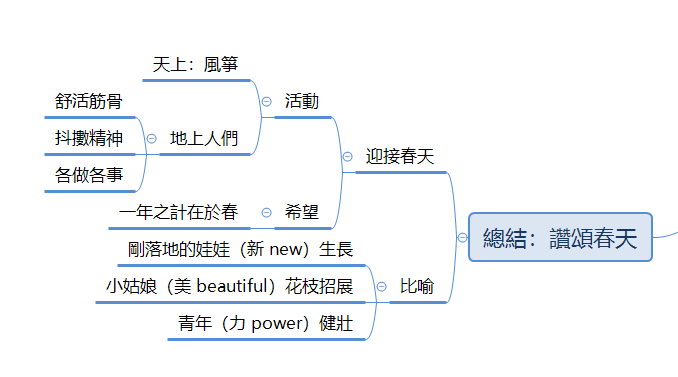 天上：風箏
舒活筋骨
活動
抖擻精神
地上人們
各做各事
迎接春天
一年之計在於春
希望
總結：讚頌春天
剛落地的娃娃（新 new）生長
小姑娘（美 beautiful）花枝招展
比喻
青年（力 power）健壯